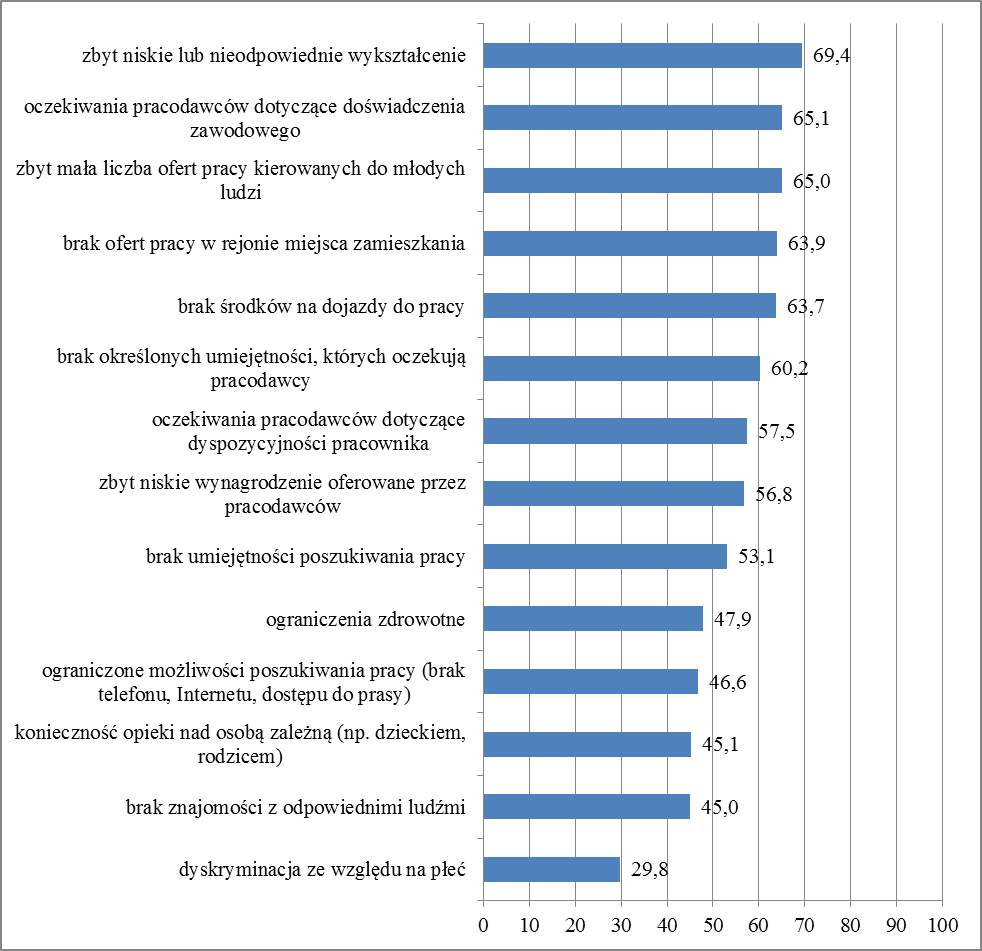 zbyt niskie lub nieodpowiednie wykształcenie
69,4
oczekiwania pracodawców dotyczące doświadczenia
zawodowego
65,1
zbyt mała liczba ofert pracy kierowanych do młodych
ludzi
65,0
brak ofert pracy w rejonie miejsca zamieszkania
63,9
brak środków na dojazdy do pracy
63,7
brak określonych umiejętności, których oczekują
pracodawcy
60,2
oczekiwania pracodawców dotyczące
dyspozycyjności pracownika
57,5
zbyt niskie wynagrodzenie oferowane przez
pracodawców
56,8
brak umiejętności poszukiwania pracy
53,1
ograniczenia zdrowotne
47,9
ograniczone możliwości poszukiwania pracy (brak
telefonu, Internetu, dostępu do prasy)
46,6
konieczność opieki nad osobą zależną (np. dzieckiem,
rodzicem)
45,1
brak znajomości z odpowiednimi ludźmi
45,0
dyskryminacja ze względu na płeć
29,8
0 10 20 30 40 50 60 70 80 90 100